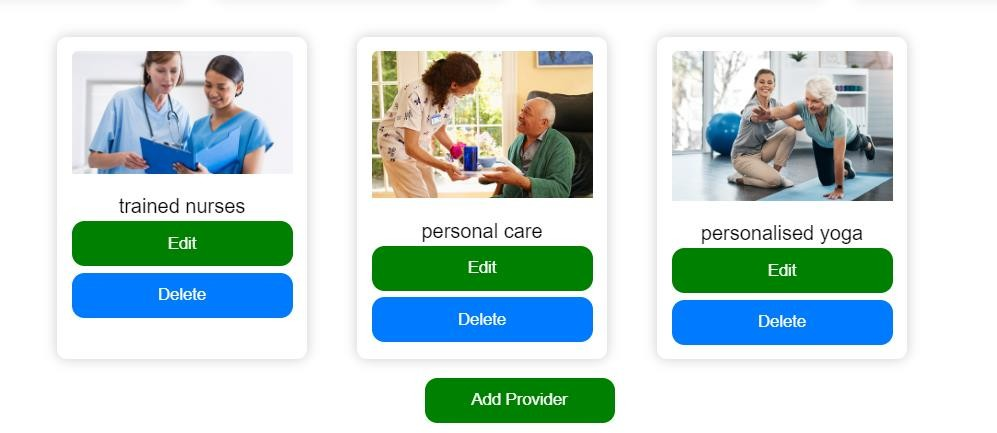 trained nurses
Edit
Delete
personal care
Edit
Delete
personalised yoga
Edit
Delete
Add Provider